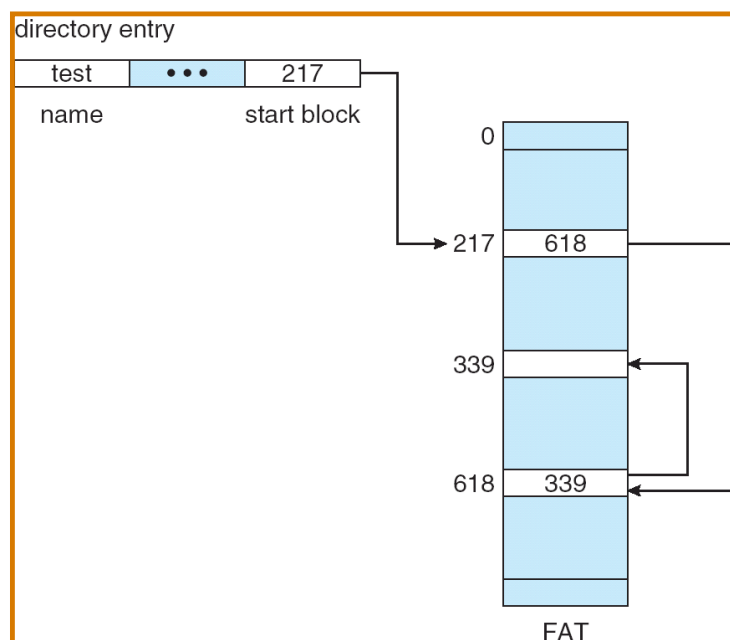 directory entry
test ••• 217
name start block
0
217 618
339
618 339
FAT